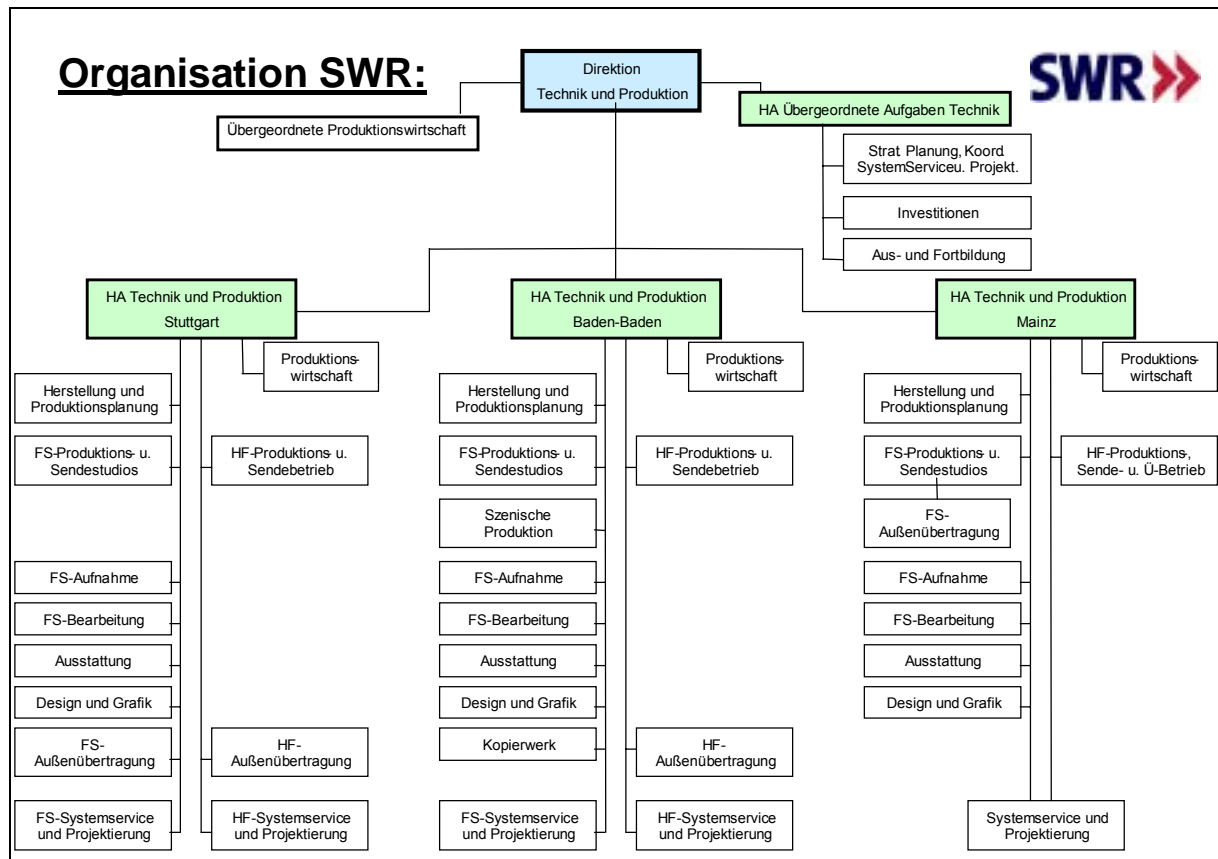 Organisation SWR:
Direktion
Technik und Produktion
SWR
Übergeordnete Produktionswirtschaft
HA Übergeordnete Aufgaben Technik
Strat. Planung, Koord.
SystemServiceu. Projekt.
Investitionen
Aus- und Fortbildung
HA Technik und Produktion
Stuttgart
Produktions-
wirtschaft
Herstellung und
Produktionsplanung
FS-Produktions- u.
Sendestudios
HF-Produktions- u.
Sendebetrieb
FS-Aufnahme
FS-Bearbeitung
Ausstattung
Design und Grafik
FS-
Außenübertragung
HF-
Außenübertragung
FS-Systemservice
und Projektierung
HF-Systemservice
und Projektierung
HA Technik und Produktion
Baden-Baden
Produktions-
wirtschaft
Herstellung und
Produktionsplanung
FS-Produktions- u.
Sendestudios
HF-Produktions- u.
Sendebetrieb
Szenische
Produktion
FS-Aufnahme
FS-Bearbeitung
Ausstattung
Design und Grafik
Kopierwerk
HF-
Außenübertragung
FS-Systemservice
und Projektierung
HF-Systemservice
und Projektierung
HA Technik und Produktion
Mainz
Produktions-
wirtschaft
Herstellung und
Produktionsplanung
FS-Produktions- u.
Sendestudios
HF-Produktions-,
Sende- u. Ü-Betrieb
FS-
Außenübertragung
FS-Aufnahme
FS-Bearbeitung
Ausstattung
Design und Grafik
Systemservice und
Projektierung